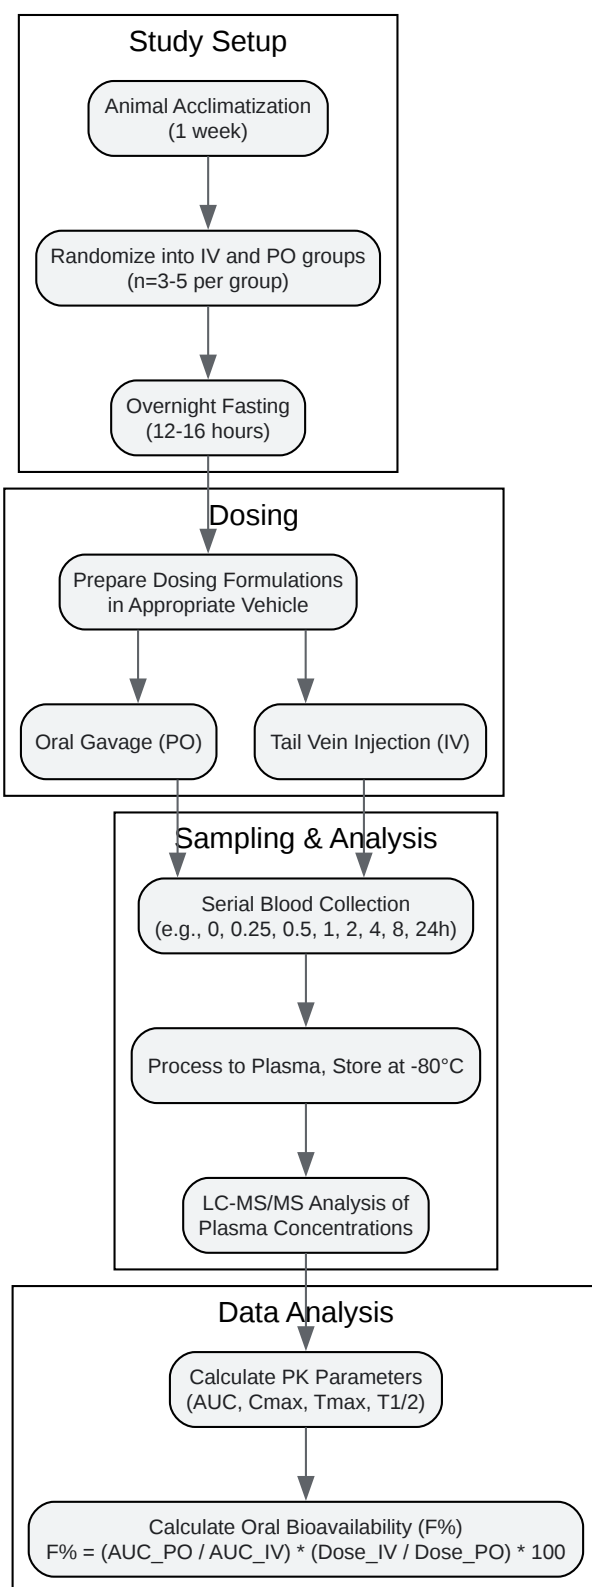 Study Setup
Animal Acclimatization
(1 week)
Randomize into IV and PO groups
(n=3-5 per group)
Overnight Fasting
(12-16 hours)
Dosing
Prepare Dosing Formulations
in Appropriate Vehicle
Oral Gavage (PO)
Tail Vein Injection (IV)
Sampling & Analysis
Serial Blood Collection
(e.g., 0, 0.25, 0.5, 1, 2, 4, 8, 24h)
Process to Plasma, Store at -80°C
LC-MS/MS Analysis of
Plasma Concentrations
Data Analysis
Calculate PK Parameters
(AUC, Cmax, Tmax, T1/2)
Calculate Oral Bioavailability (F%)
F% = (AUC_PO / AUC_IV) * (Dose_IV / Dose_PO) * 100